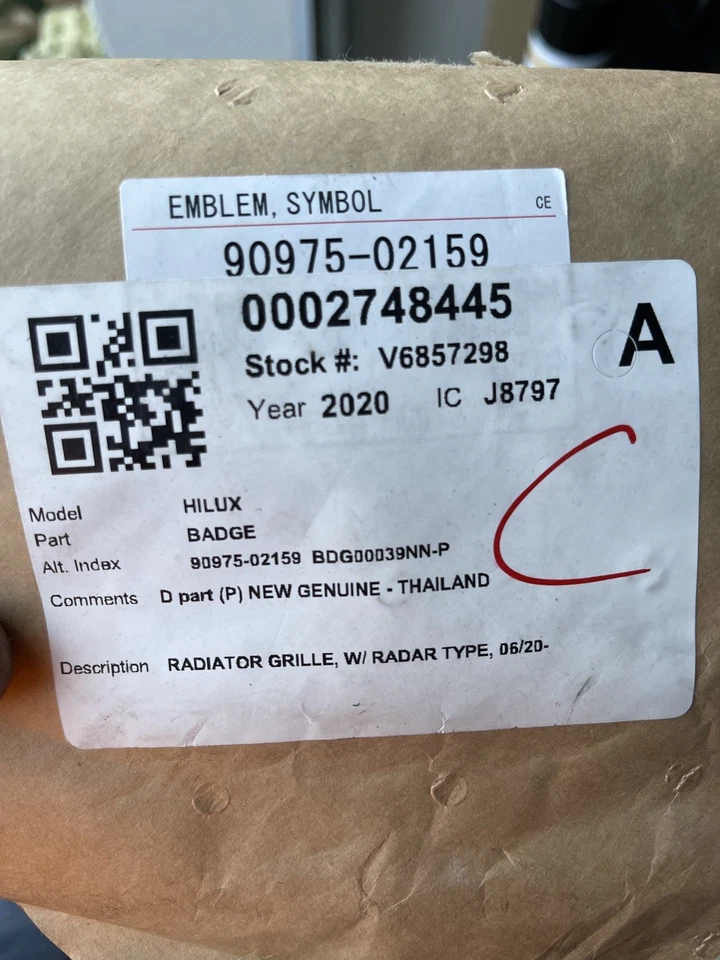 EMBLEM, SYMBOL CE
90975-02159
0002748445
A
Stock #: V6857298
Year 2020 IC J8797
C
Model HILUX
Part BADGE
Alt. Index 90975-02159 BDG00039NN-P
Comments D part (P) NEW GENUINE - THAILAND
Description RADIATOR GRILLE, W/ RADAR TYPE, 06/20-